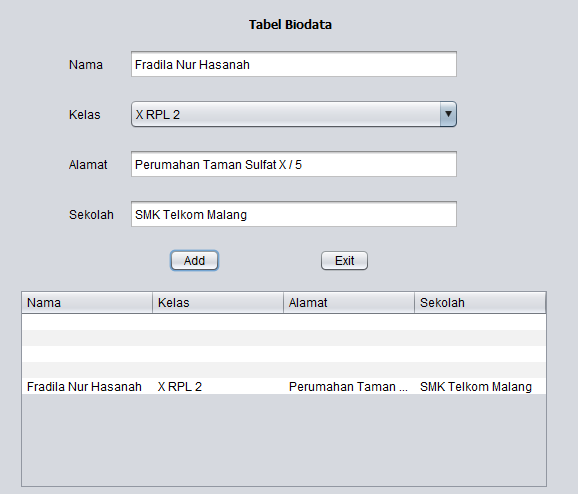 Tabel Biodata
Nama Fradila Nur Hasanah
Kelas X RPL 2
Alamat Perumahan Taman Sulfat X / 5
Sekolah SMK Telkom Malang
Add Exit
Nama Kelas Alamat Sekolah
Fradila Nur Hasanah X RPL 2 Perumahan Taman ... SMK Telkom Malang